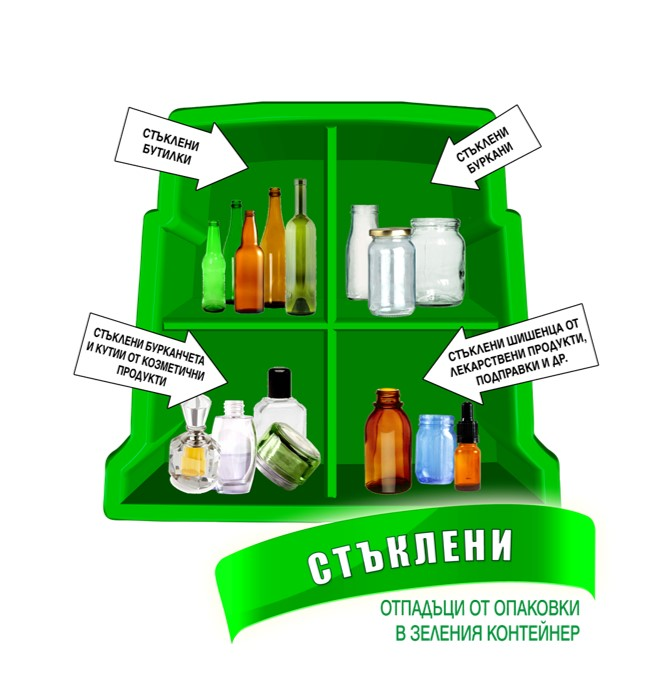 СТЪКЛЕНИ
БУТИЛКИ
СТЪКЛЕНИ
БУРКАНИ
СТЪКЛЕНИ БУРКАНЧЕТА
И КУТИИ ОТ КОЗМЕТИЧНИ
ПРОДУКТИ
СТЪКЛЕНИ ШИШЕНЦА ОТ
ЛЕКАРСТВЕНИ ПРОДУКТИ,
ПОДПРАВКИ И ДР.
СТЪКЛЕНИ
ОТПАДЪЦИ ОТ ОПАКОВКИ
В ЗЕЛЕНИЯ КОНТЕЙНЕР